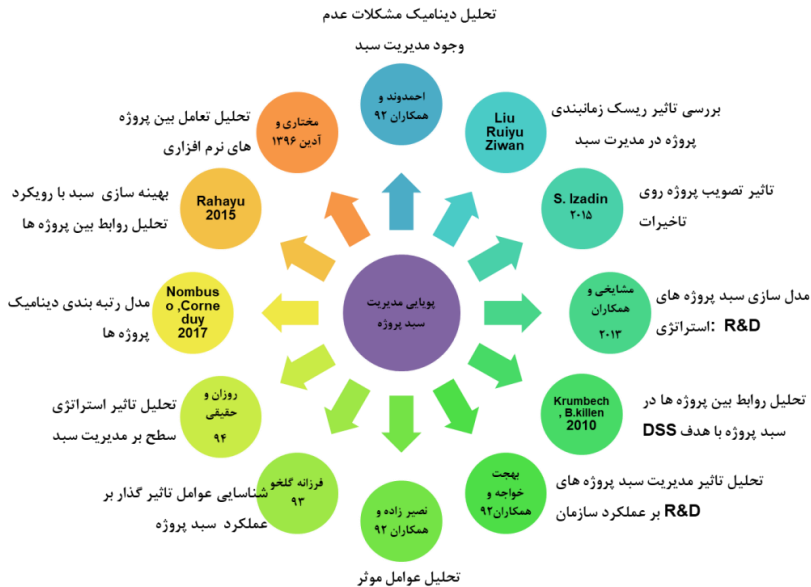 تحلیل دینامیک مشکلات عدم
وجود مدیریت سبد
احمدوند و
همکاران ۹۲
بررسی تاثیر ریسک زمانبندی
پروژه در مدیرت سبد
Liu
Ruiyu
Ziwan
تاثیر تصویب پروژه روی
تاخیرات
S. Izadin
۲۰۱۵
مدل سازی سبد پروژه های
R&D :استراتژی
مشایخی و
همکاران
۲۰۱۳
تحلیل روابط بین پروژه ها در
سبد پروژه با هدف DSS
Krumbech
, B.killen
2010
تحلیل تاثیر مدیریت سبد پروژه های
R&D بر عملکرد سازمان
بهجت
خواجه و
همکاران۹۲
تحلیل عوامل موثر
نصیر زاده و
همکاران ۹۲
شناسایی عوامل تاثیر گذار بر
عملکرد سبد پروژه
فرزانه گلخو
۹۳
تحلیل تاثیر استراتژی
سطح بر مدیریت سبد
روزان و
حقیقی
۹۴
مدل رتبه بندی دینامیک
پروژه ها
Nombus
o ,Corne
duy
2017
بهینه سازی سبد با رویکرد
تحلیل روابط بین پروژه ها
Rahayu
2015
تحلیل تعامل بین پروژه
های نرم افزاری
مختاری و
آدین ۱۳۹۶
پویایی مدیریت
سبد پروژه